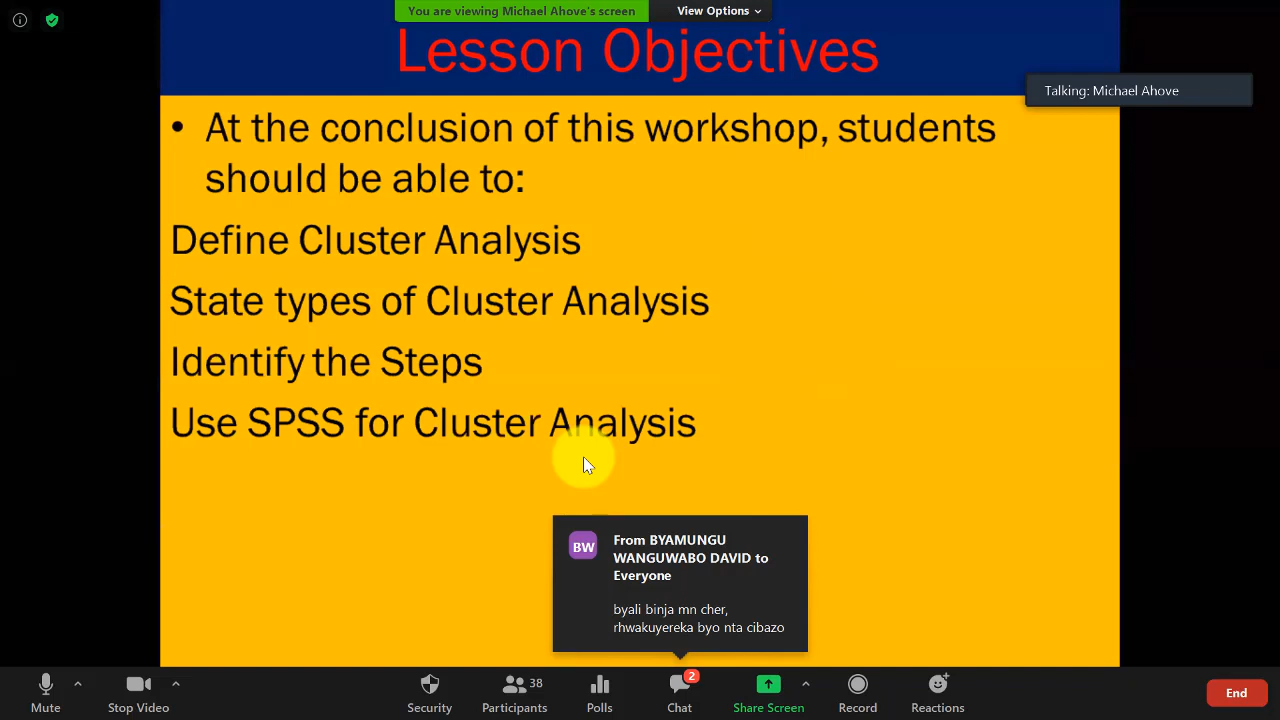 You are viewing Michael Ahove's screen
View Options
Lesson Objectives
Talking: Michael Ahove
• At the conclusion of this workshop, students
should be able to:
Define Cluster Analysis
State types of Cluster Analysis
Identify the Steps
Use SPSS for Cluster Analysis
BW
From BYAMUNGU
WANGUWABO DAVID to
Everyone
byali binja mn cher,
rhwakuyereka byo nta cibazo
Mute
Stop Video
Security
38
Participants
Polls
2
Chat
Share Screen
Record
Reactions
End